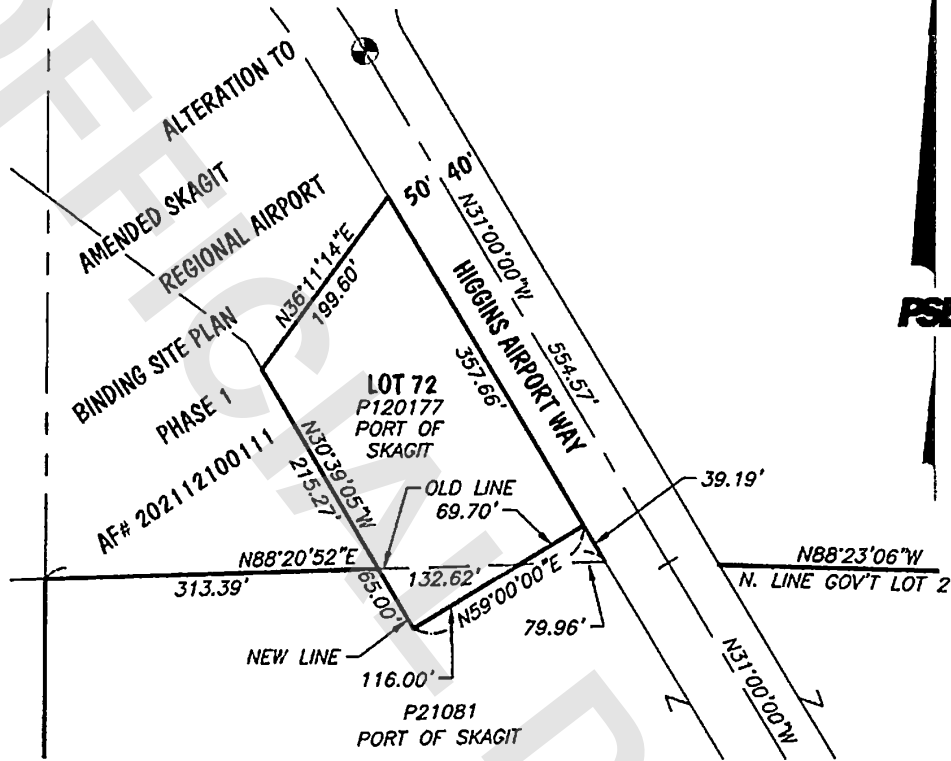 ALTERATION TO
AMENDED SKAGIT
REGIONAL AIRPORT
BINDING SITE PLAN
PHASE 1
AF# 202112100111
50' 40'
N31°00'00"W
554.57'
HIGGINS AIRPORT WAY
N36°11'14"E
199.60'
357.66'
PSE
LOT 72
P120177
PORT OF
SKAGIT
N30°39'05"W
215.27'
OLD LINE
69.70'
39.19'
N88°20'52"E
313.39'
132.62'
65.00'
N59°00'00"E
79.96'
N88°23'06"W
N. LINE GOV'T LOT 2
NEW LINE
116.00'
N31°00'00"W
P21081
PORT OF SKAGIT